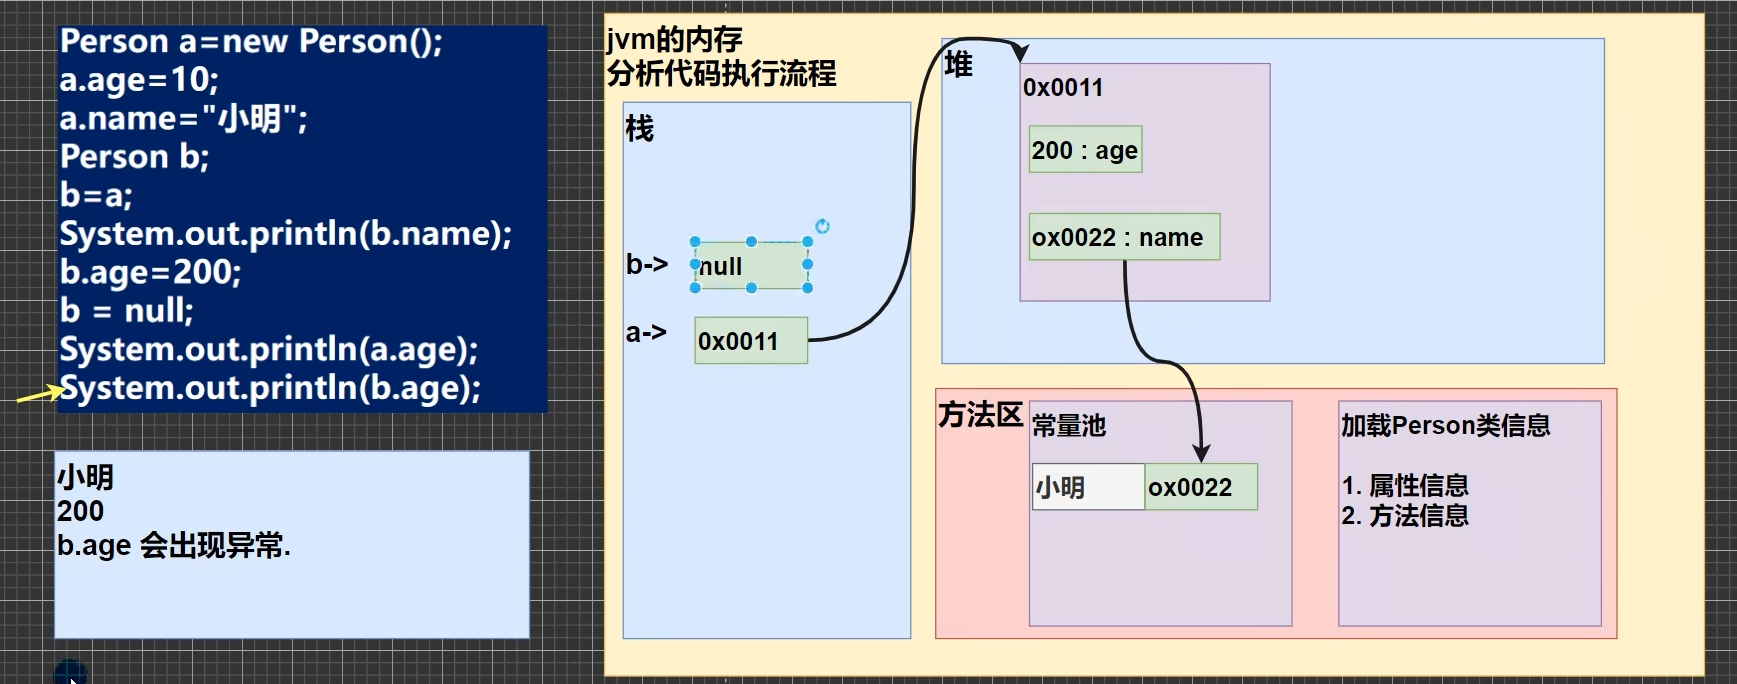 Person a=new Person();
a.age=10;
a.name="小明";
Person b;
b=a;
System.out.println(b.name);
b.age=200;
b = null;
System.out.println(a.age);
System.out.println(b.age);
小明
200
b.age 会出现异常.
jvm的内存
分析代码执行流程
栈
b->
null
a->
0x0011
堆
0x0011
200 : age
ox0022 : name
方法区
常量池
小明
ox0022
加载Person类信息
1. 属性信息
2. 方法信息